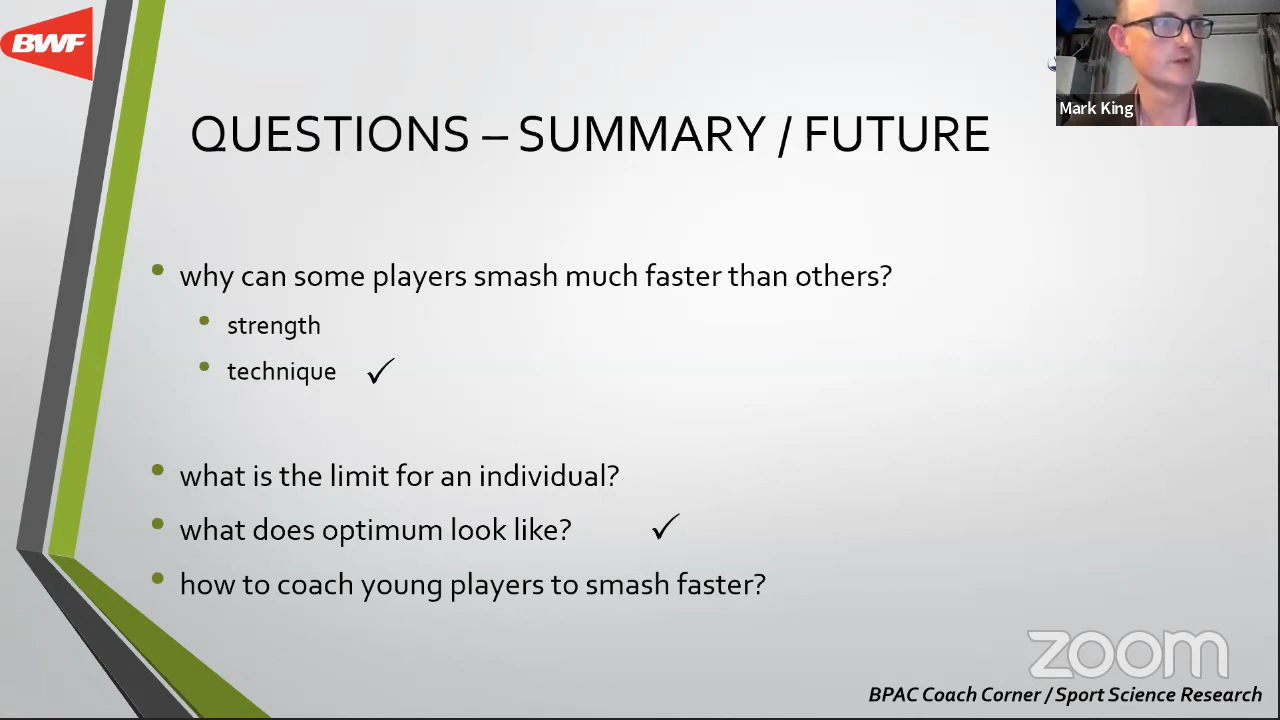 BWF
Mark King
QUESTIONS – SUMMARY / FUTURE
• why can some players smash much faster than others?
• strength
• technique ✓
• what is the limit for an individual?
• what does optimum look like? ✓
• how to coach young players to smash faster?
zoom
BPAC Coach Corner / Sport Science Research